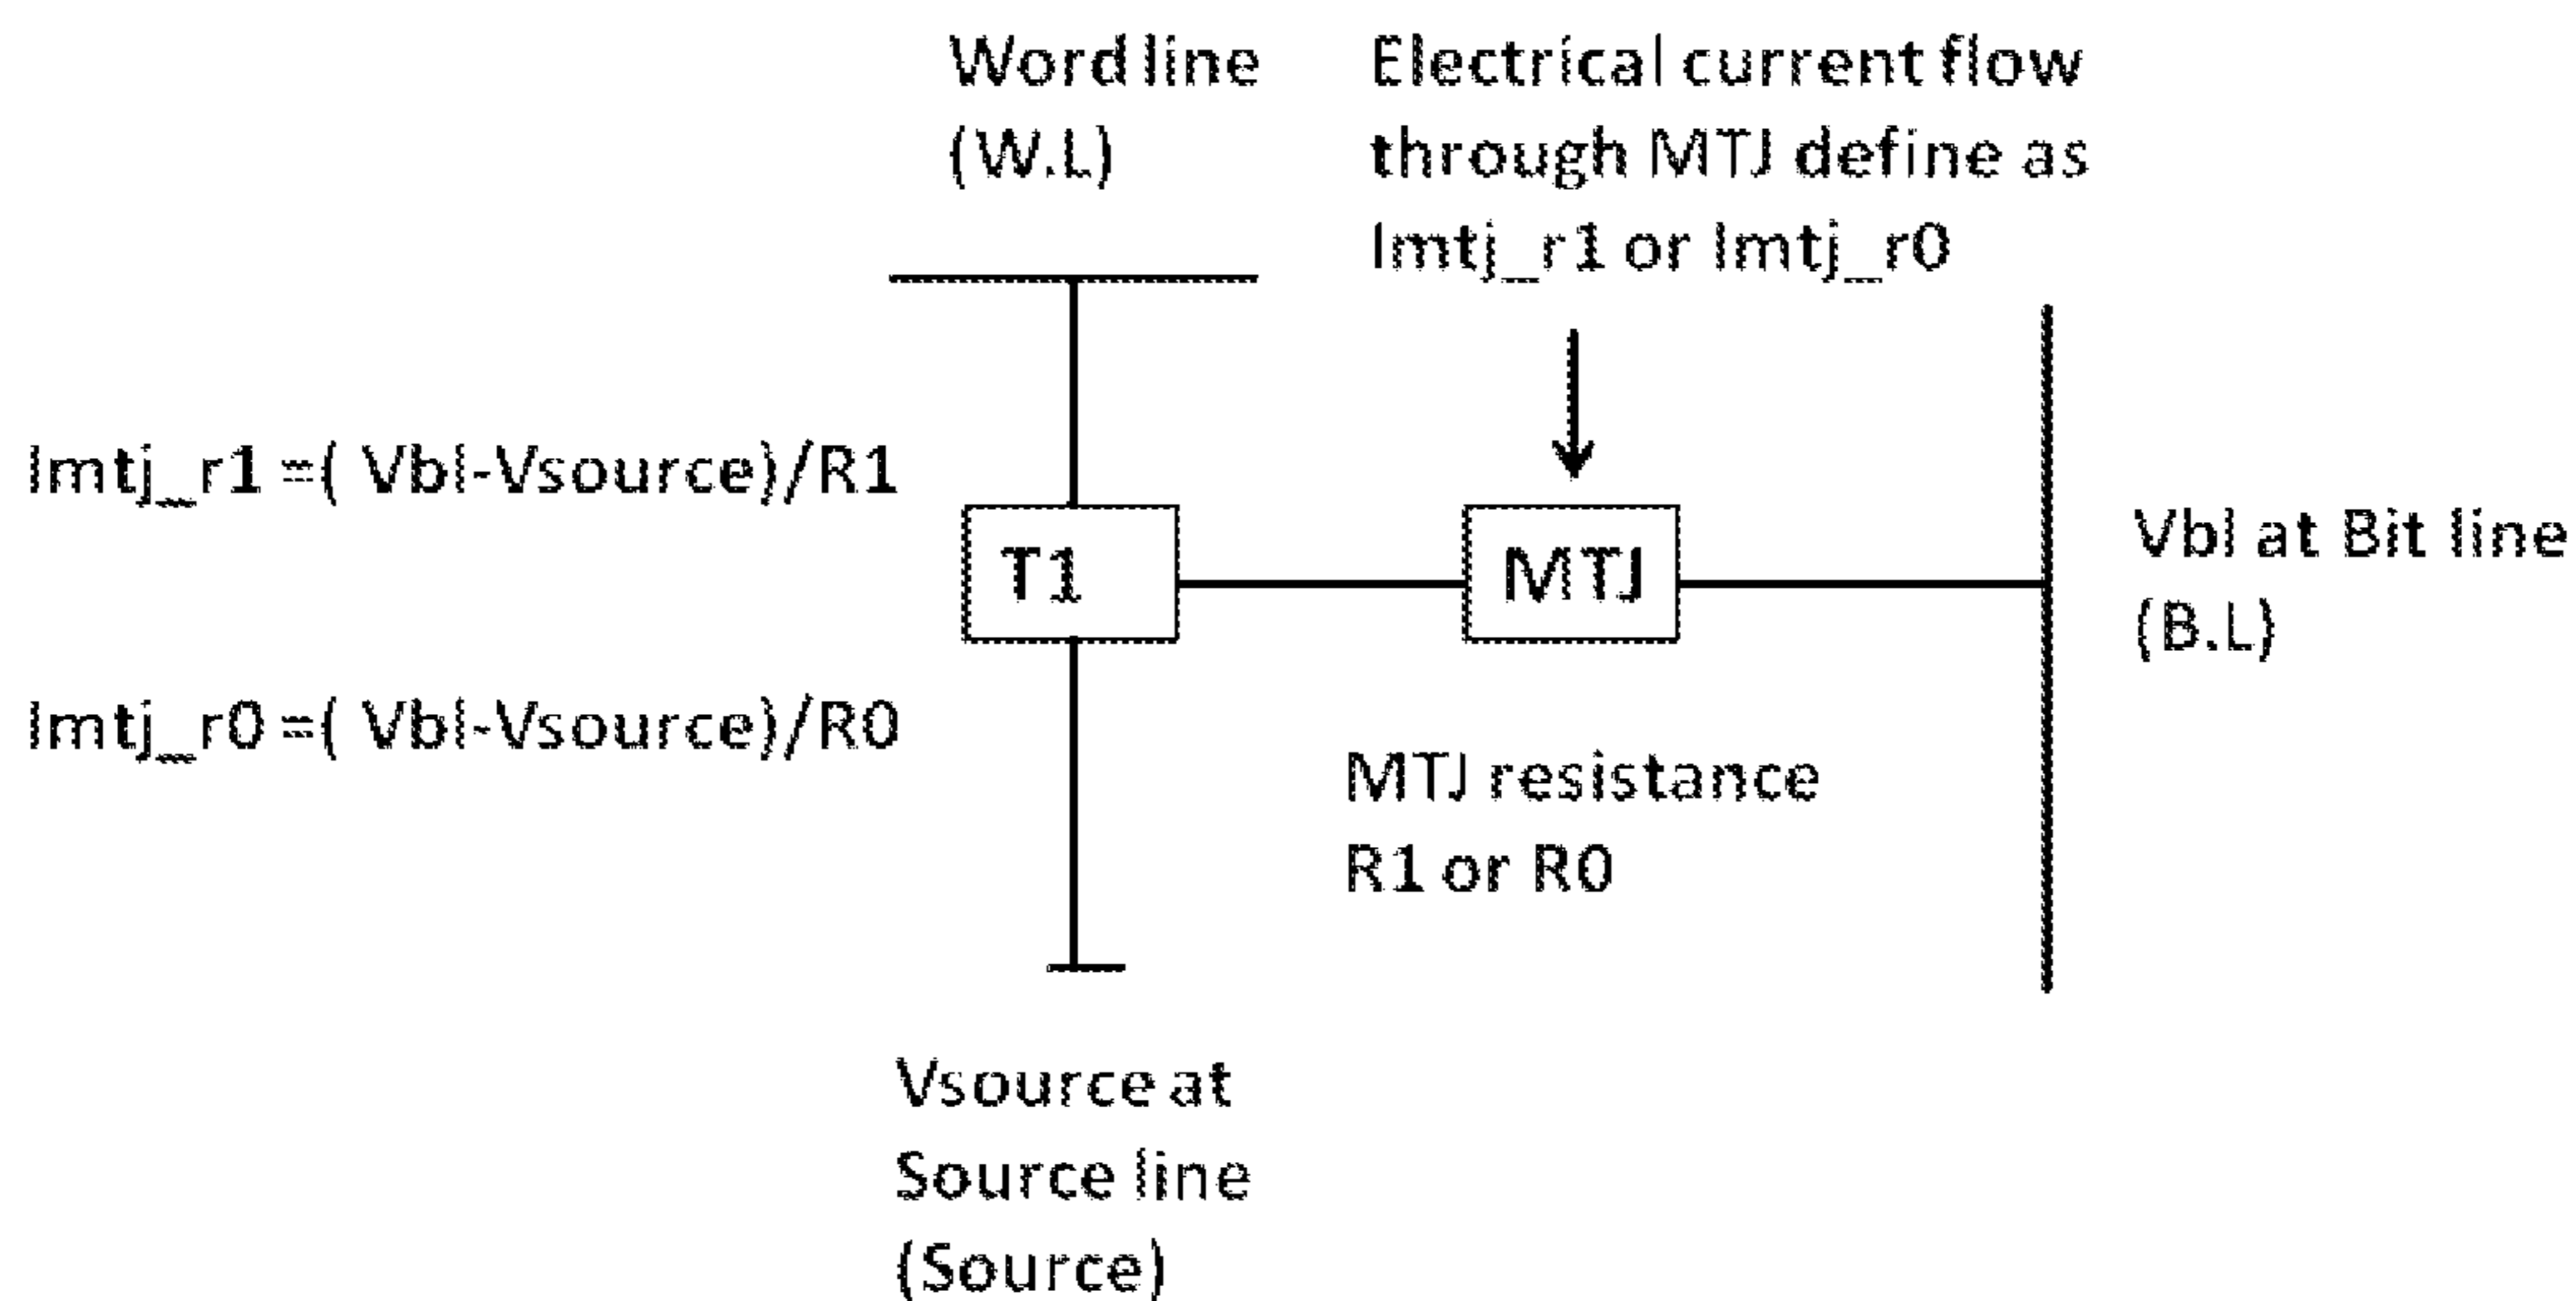 Word line
(W.L)
Electrical current flow
through MTJ define as
Imtj_r1 or Imtj_r0
Imtj_r1 =( Vbl-Vsource)/R1
T1
MTJ
Vbl at Bit line
(B.L)
Imtj_r0 =( Vbl-Vsource)/R0
MTJ resistance
R1 or R0
Vsource at
Source line
(Source)